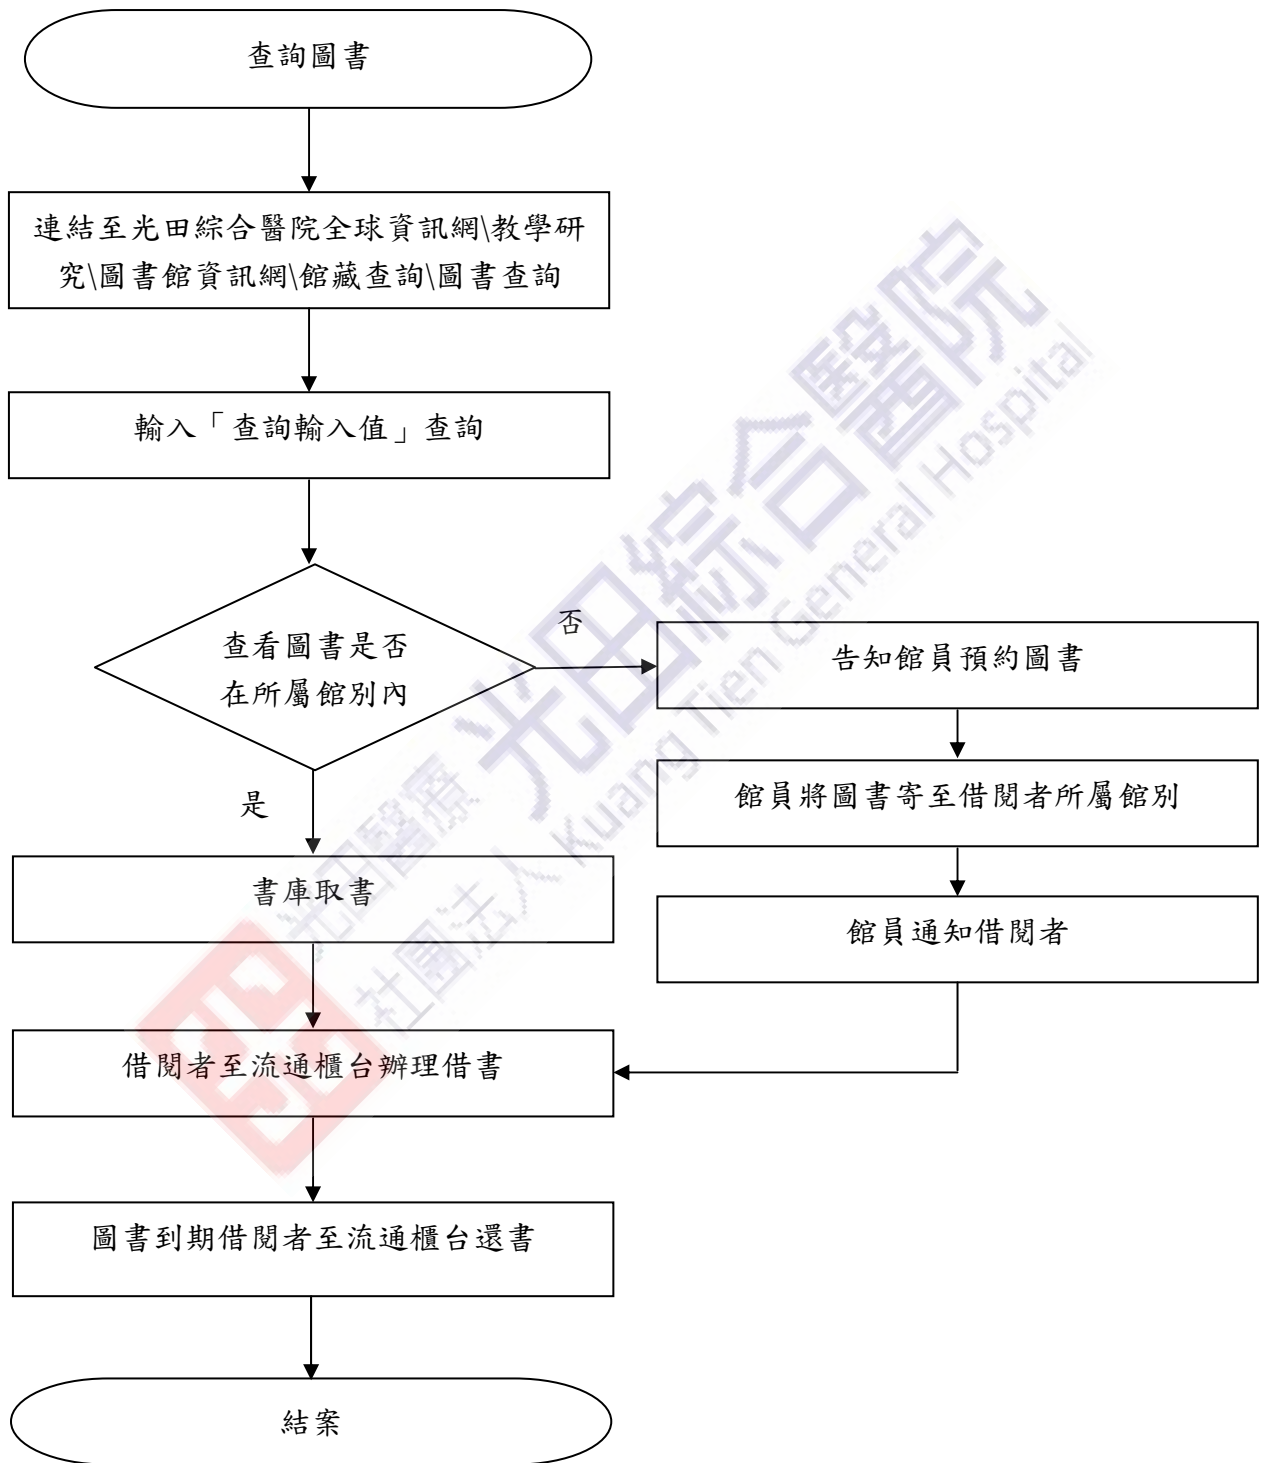 查詢圖書
連結至光田綜合醫院全球資訊網\教學研
究\圖書館資訊網\館藏查詢\圖書查詢
輸入「查詢輸入值」查詢
查看圖書是否
在所屬館別內
否
告知館員預約圖書
館員將圖書寄至借閱者所屬館別
館員通知借閱者
是
書庫取書
借閱者至流通櫃台辦理借書
圖書到期借閱者至流通櫃台還書
結案
光田醫療
社團法人
光田綜合醫院
Kuang Tien General Hospital